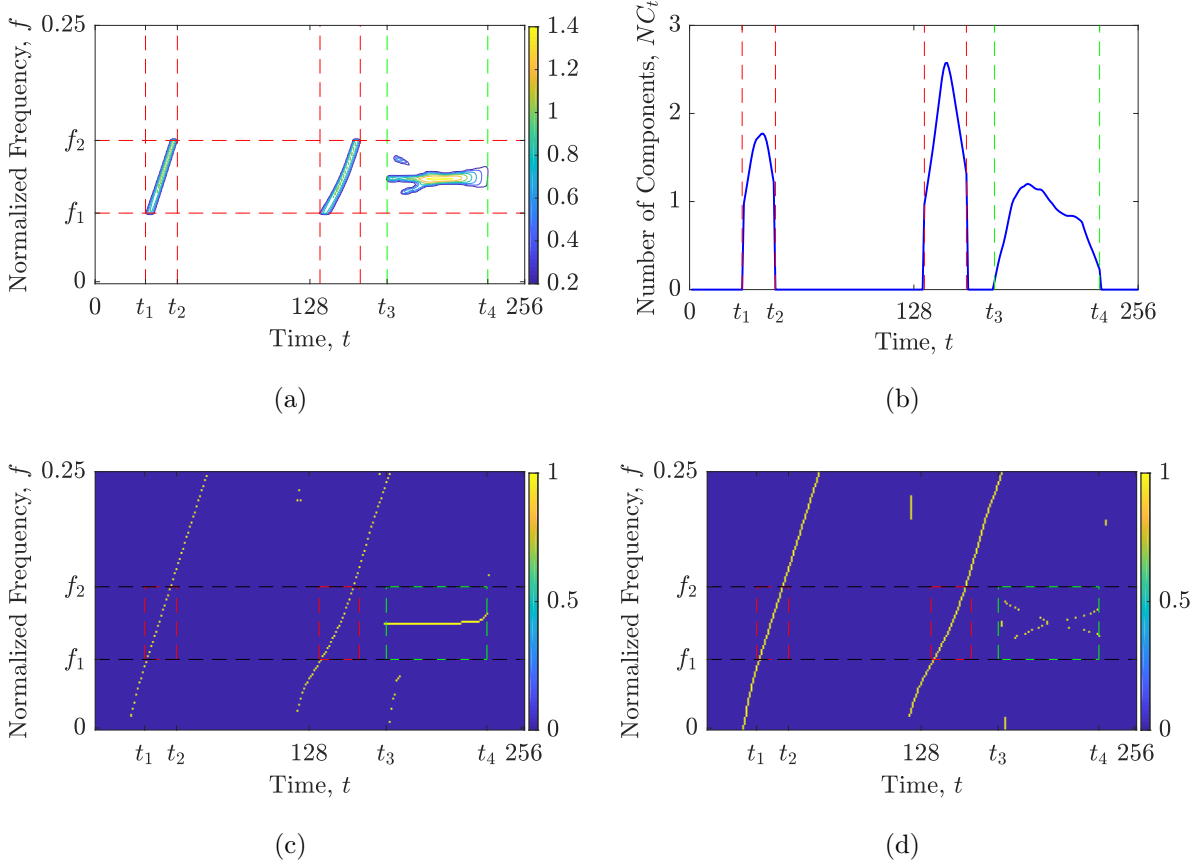 0.25
f₂
f₁
0
Normalized Frequency, f
0
t₁
t₂
128
t₃
t₄
256
Time, t
1.4
1.2
1
0.8
0.6
0.4
0.2
(a)
3
2
1
0
Number of Components, NCₜ
t₁
t₂
128
t₃
t₄
256
Time, t
(b)
0.25
f₂
f₁
0
Normalized Frequency, f
t₁
t₂
128
t₃
t₄
256
Time, t
1
0.5
0
(c)
0.25
f₂
f₁
0
Normalized Frequency, f
t₁
t₂
128
t₃
t₄
256
Time, t
1
0.5
0
(d)